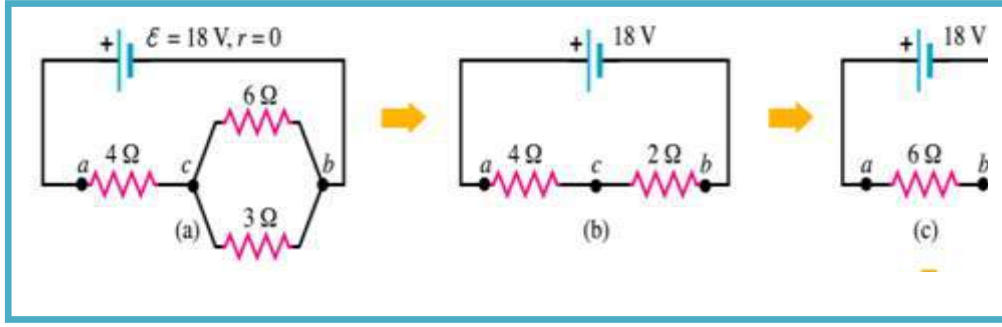 + ℰ = 18 V, r = 0
6 Ω
a 4 Ω c b
3 Ω
(a)
+ 18 V
a 4 Ω c 2 Ω b
(b)
+ 18 V
a 6 Ω b
(c)